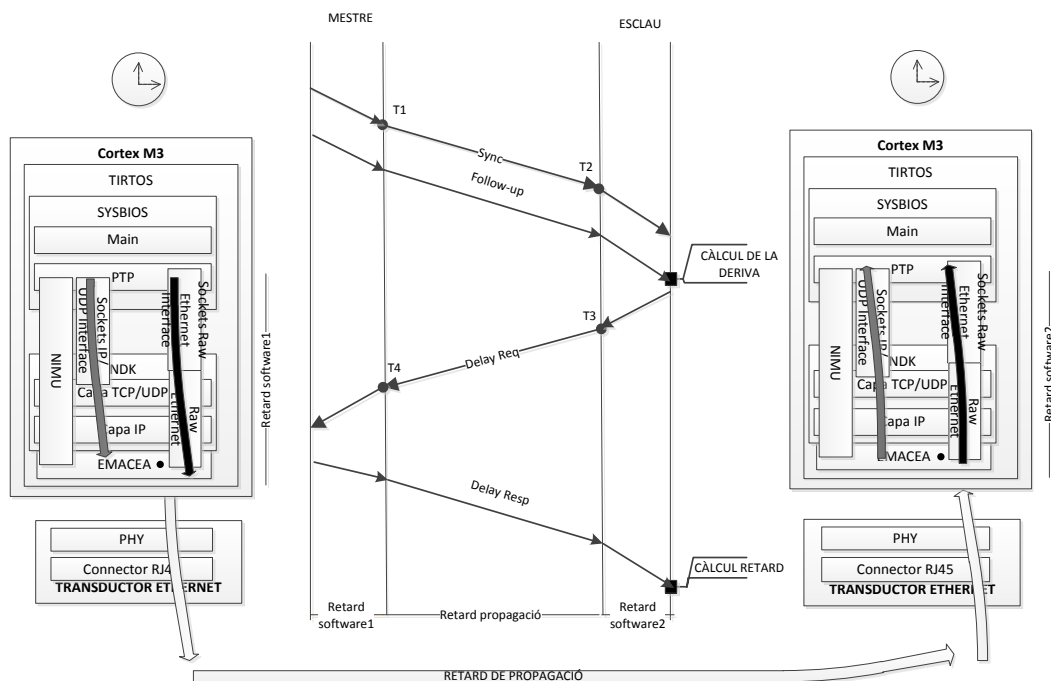 MESTRE
ESCLAU
Cortex M3
TIRTOS
SYSBIOS
Main
PTP
Sockets IP/
UDP Interface
Sockets Raw
Ethernet
Interface
NIMU
NDK
Capa TCP/UDP
Capa IP
Raw
Ethernet
EMACEA
Retard software1
PHY
Connector RJ45
TRANSDUCTOR ETHERNET
T1
Sync
T2
Follow-up
CÀLCUL DE LA
DERIVA
T3
Delay Req
T4
Delay Resp
CÀLCUL RETARD
Retard
software1
Retard propagació
Retard
software2
Cortex M3
TIRTOS
SYSBIOS
Main
PTP
Sockets IP/
UDP Interface
Sockets Raw
Ethernet
Interface
NIMU
NDK
Capa TCP/UDP
Capa IP
Raw
Ethernet
EMACEA
Retard software2
PHY
Connector RJ45
TRANSDUCTOR ETHERNET
RETARD DE PROPAGACIÓ